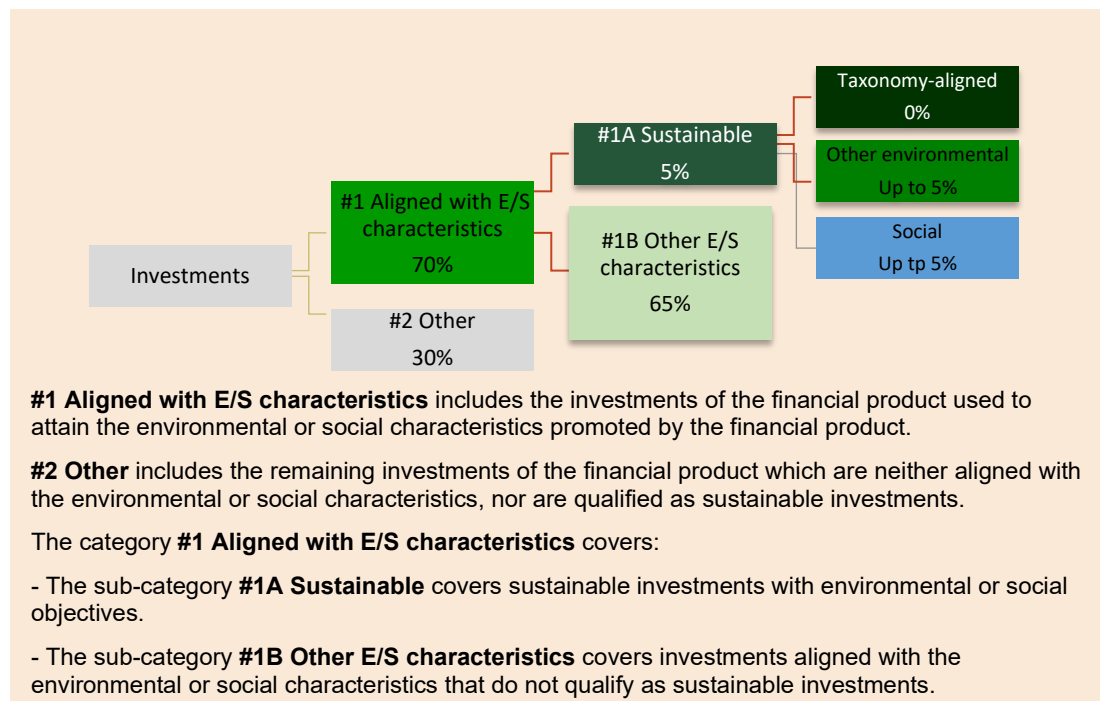 Taxonomy-aligned
0%
#1A Sustainable
5%
Other environmental
Up to 5%
#1 Aligned with E/S
characteristics
70%
#1B Other E/S
characteristics
65%
Social
Up tp 5%
Investments
#2 Other
30%
#1 Aligned with E/S characteristics includes the investments of the financial product used to
attain the environmental or social characteristics promoted by the financial product.
#2 Other includes the remaining investments of the financial product which are neither aligned with
the environmental or social characteristics, nor are qualified as sustainable investments.
The category #1 Aligned with E/S characteristics covers:
- The sub-category #1A Sustainable covers sustainable investments with environmental or social
objectives.
- The sub-category #1B Other E/S characteristics covers investments aligned with the
environmental or social characteristics that do not qualify as sustainable investments.